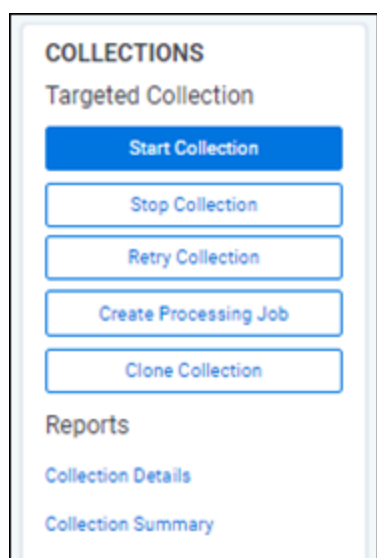 COLLECTIONS
Targeted Collection
Start Collection
Stop Collection
Retry Collection
Create Processing Job
Clone Collection
Reports
Collection Details
Collection Summary